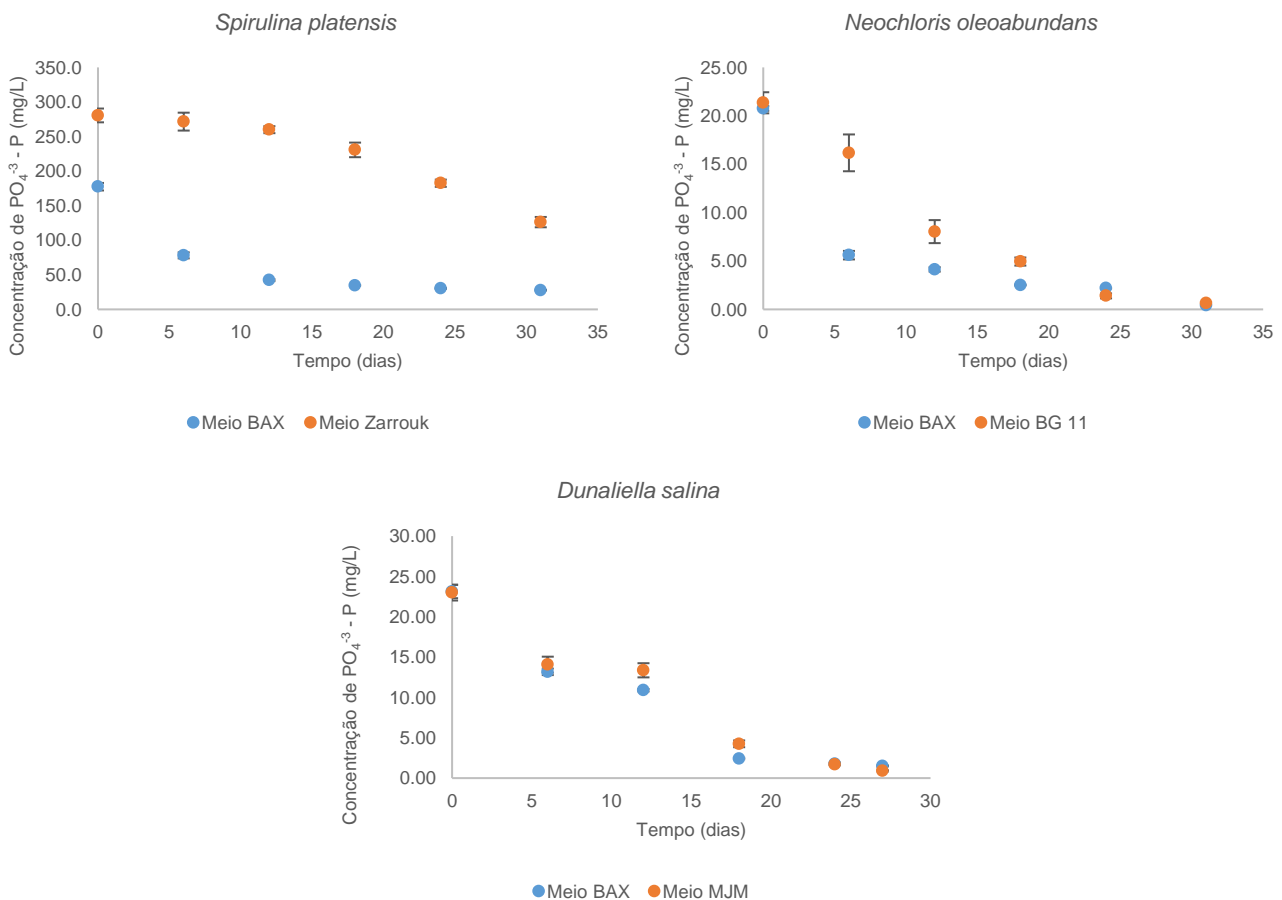 Spirulina platensis
Concentração de PO₄⁻³ - P (mg/L)
350.0
300.0
250.0
200.0
150.0
100.0
50.0
0.0
0 5 10 15 20 25 30 35
Tempo (dias)
Meio BAX Meio Zarrouk
Neochloris oleoabundans
Concentração de PO₄⁻³ - P (mg/L)
25.00
20.00
15.00
10.00
5.00
0.00
0 5 10 15 20 25 30 35
Tempo (dias)
Meio BAX Meio BG 11
Dunaliella salina
Concentração de PO₄⁻³ - P (mg/L)
30.00
25.00
20.00
15.00
10.00
5.00
0.00
0 5 10 15 20 25 30
Tempo (dias)
Meio BAX Meio MJM